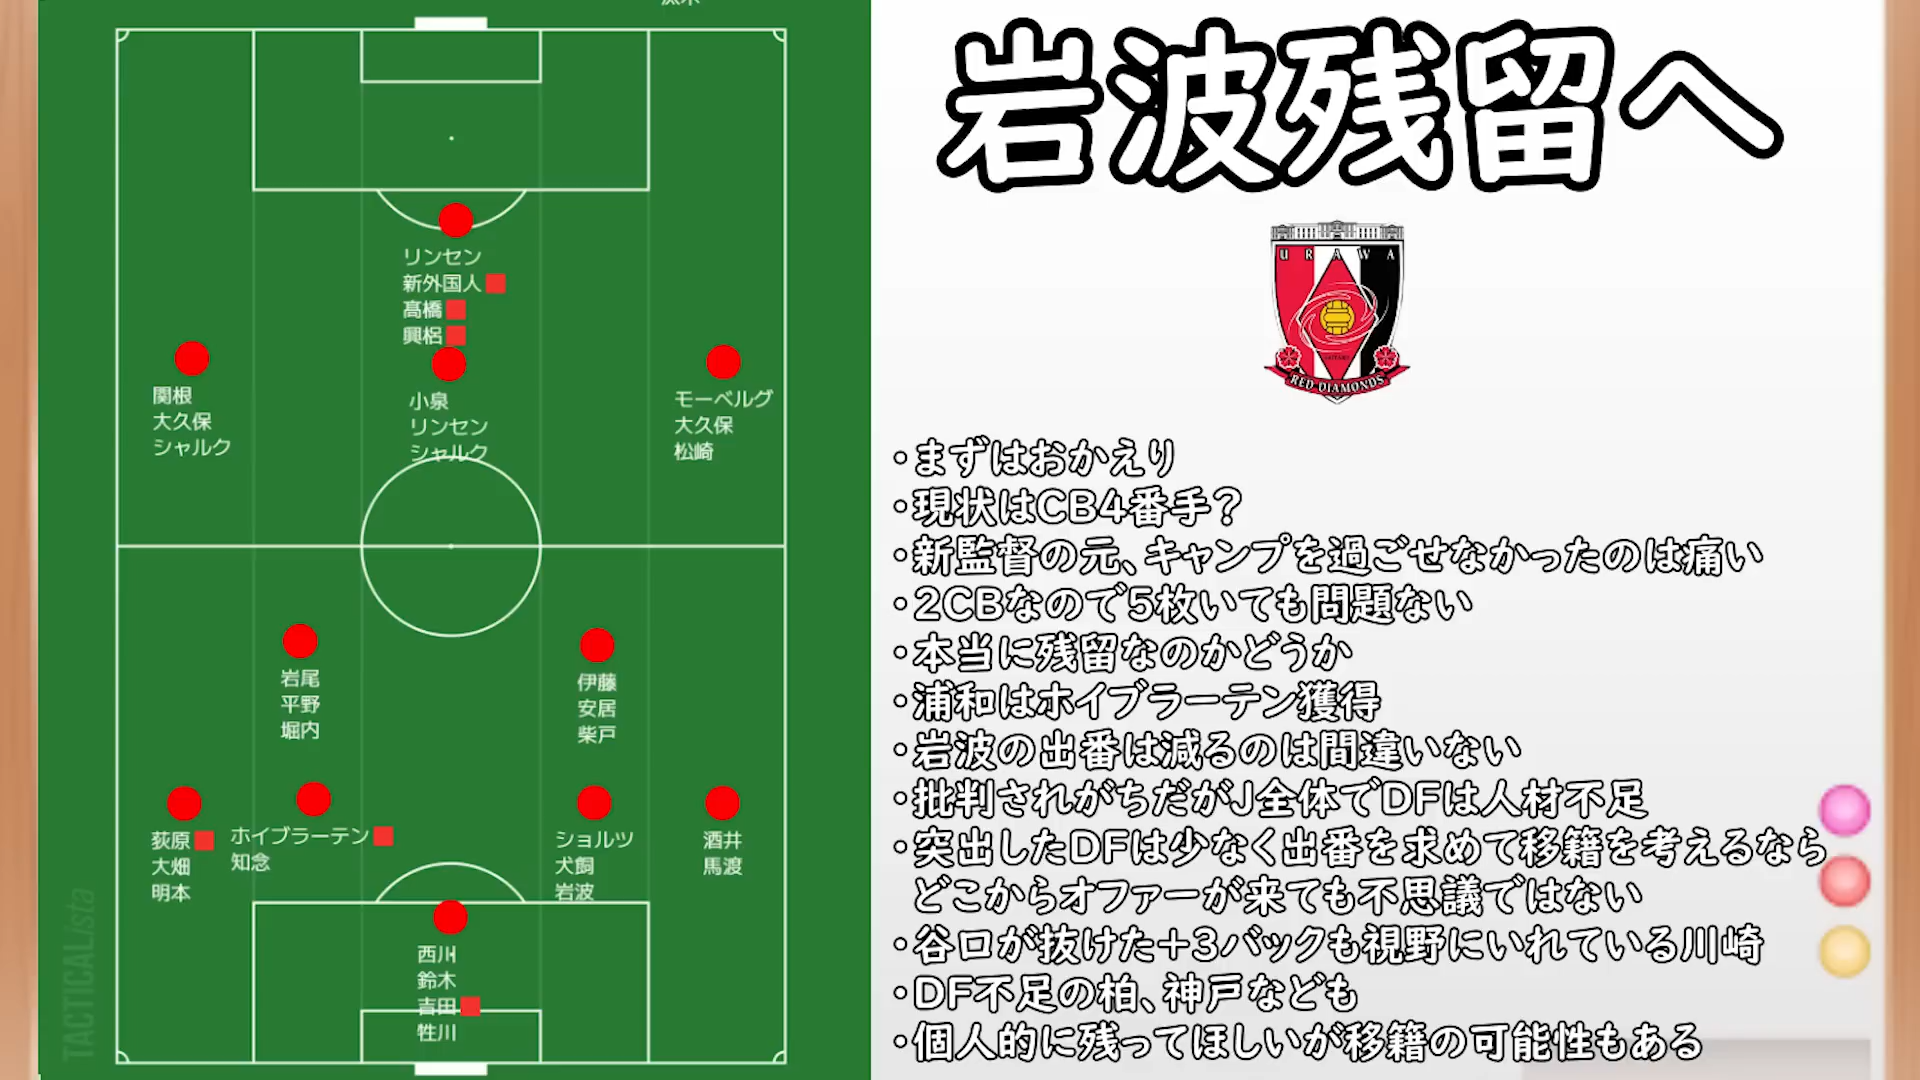 岩波残留へ
URAWA
RED DIAMONDS
リンセン
新外国人
髙橋
興梠
関根
大久保
シャルク
小泉
リンセン
シャルク
モーベルグ
大久保
松崎
岩尾
平野
堀内
伊藤
安居
柴戸
荻原
大畑
明本
ホイブラーテン
知念
ショルツ
犬飼
岩波
酒井
馬渡
西川
鈴木
吉田
牲川
TACTICALista
・まずはおかえり
・現状はCB4番手？
・新監督の元、キャンプを過ごせなかったのは痛い
・2CBなので5枚いても問題ない
・本当に残留なのかどうか
・浦和はホイブラーテン獲得
・岩波の出番は減るのは間違いない
・批判されがちだがJ全体でDFは人材不足
・突出したDFは少なく出番を求めて移籍を考えるなら
どこからオファーが来ても不思議ではない
・谷口が抜けた＋3バックも視野にいれている川崎
・DF不足の柏、神戸なども
・個人的に残ってほしいが移籍の可能性もある